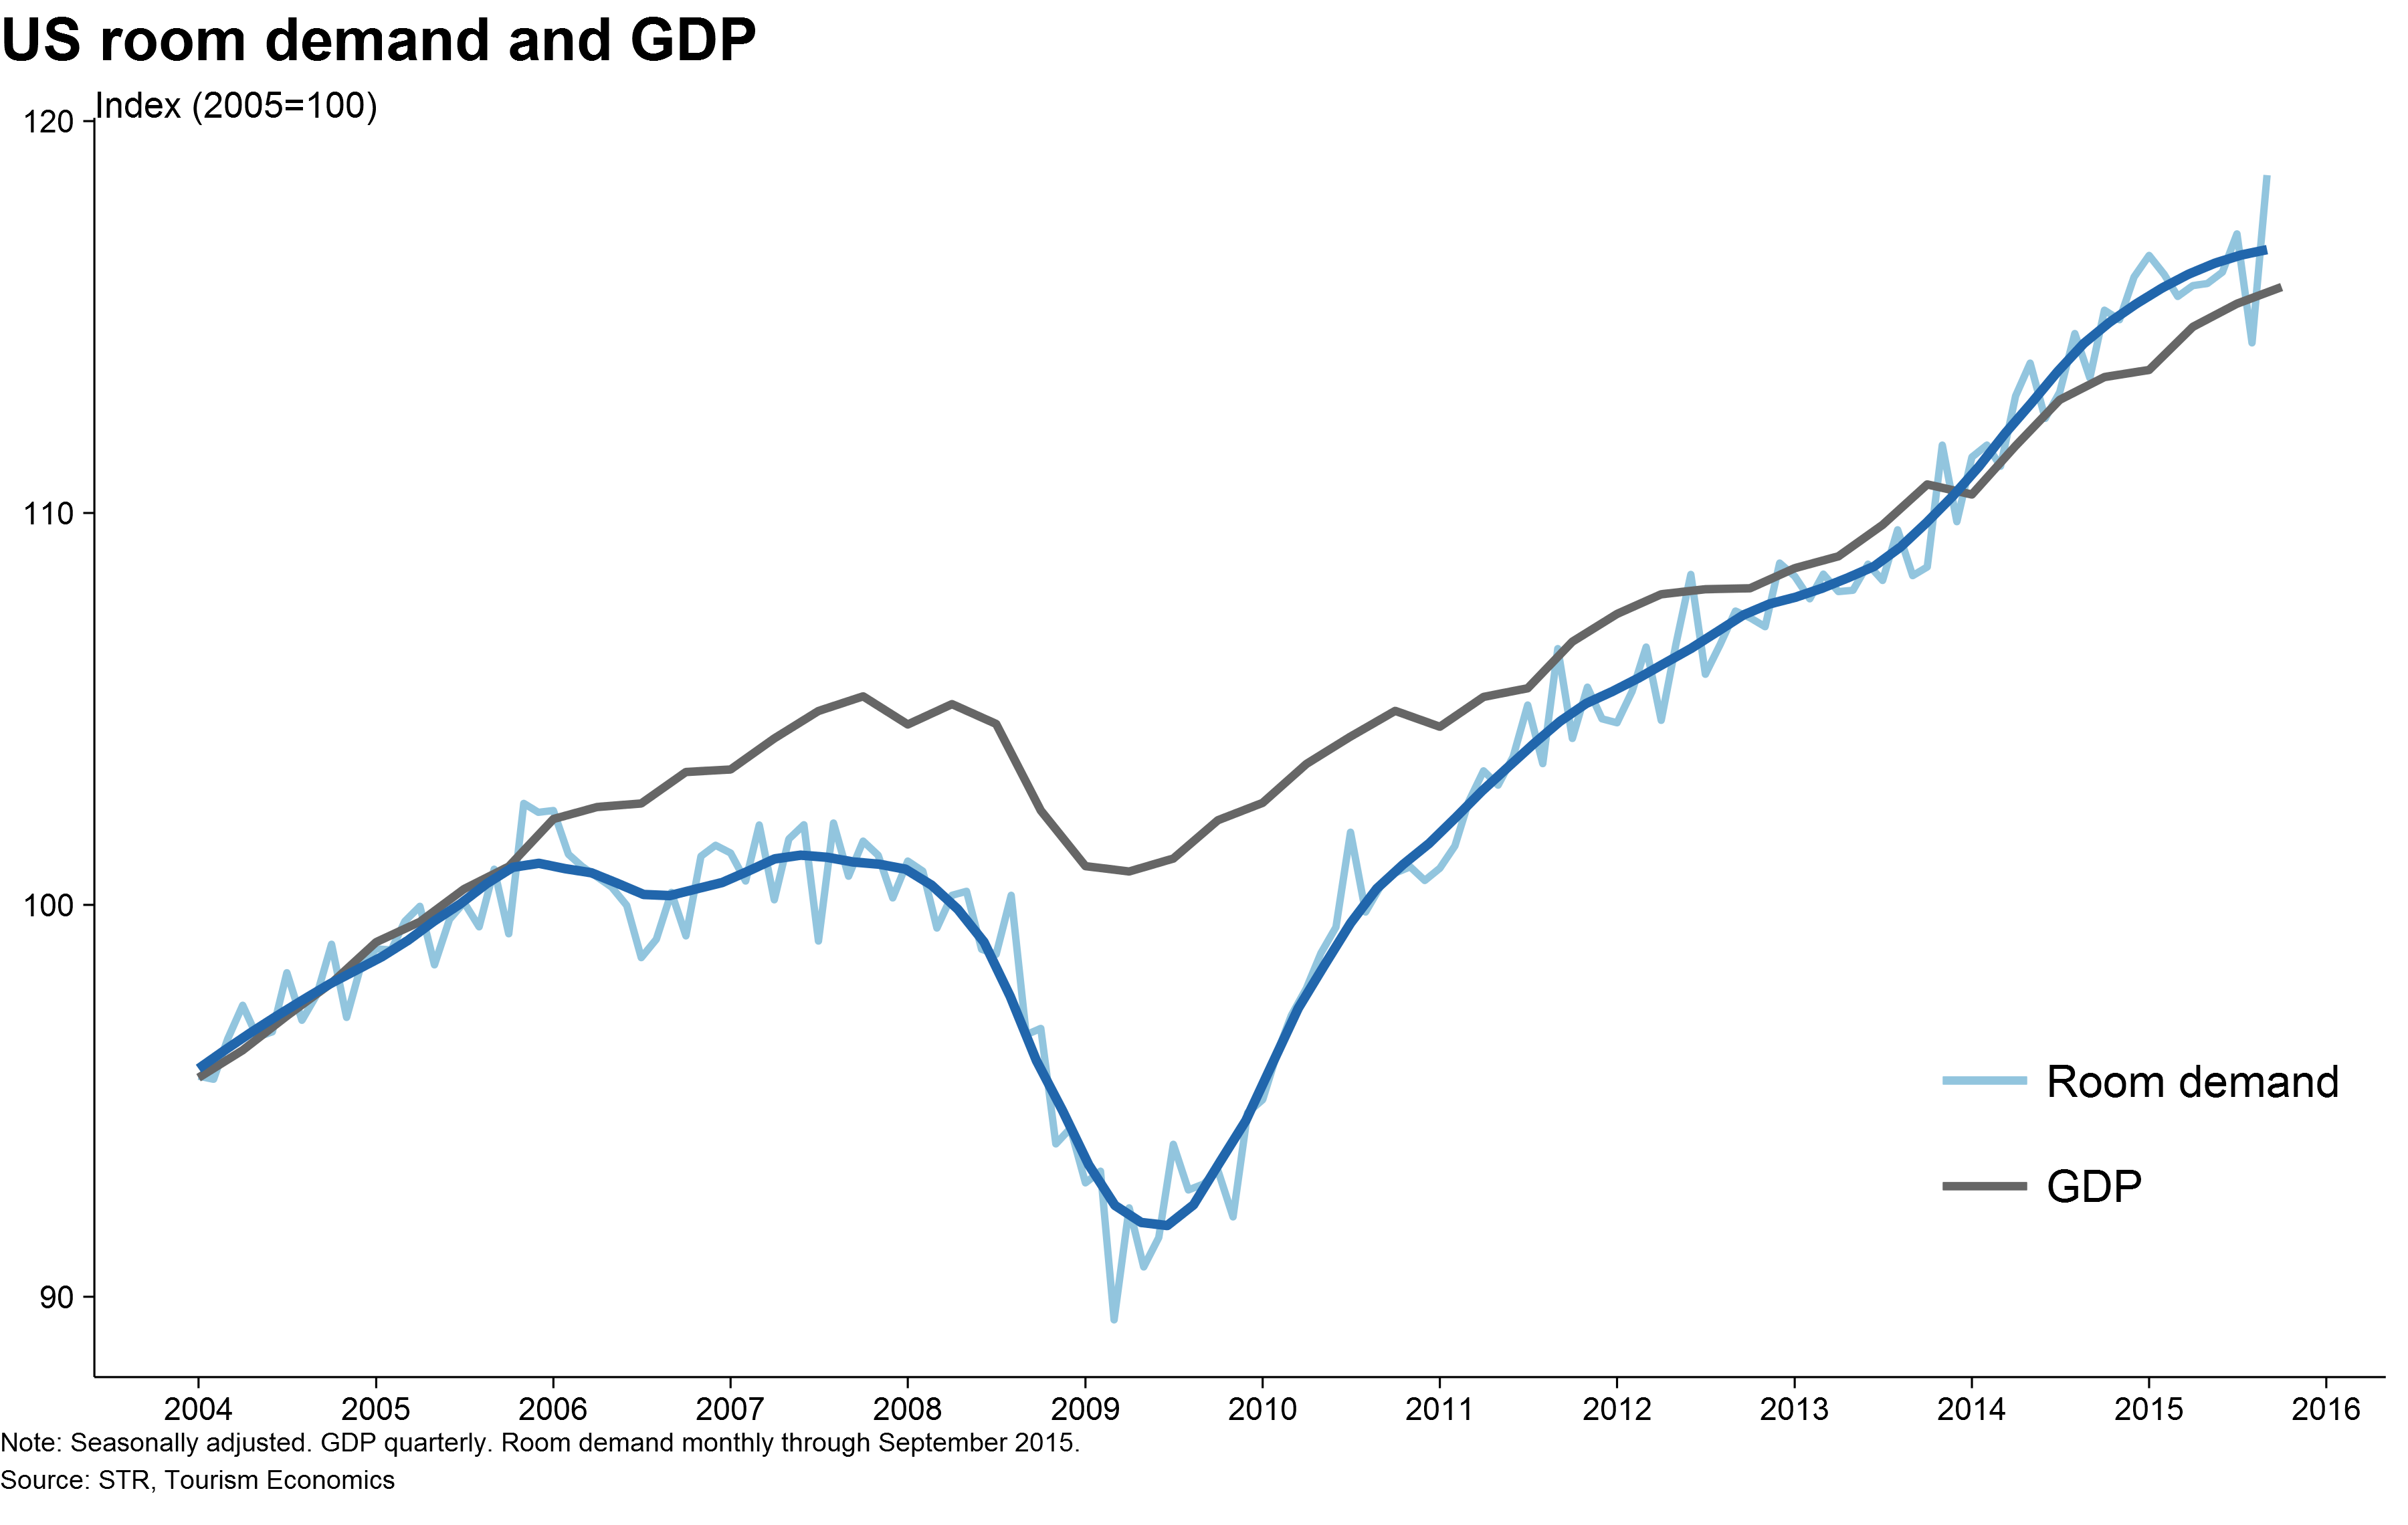 US room demand and GDP
Index (2005=100)
120
110
100
90
Room demand
GDP
2004 2005 2006 2007 2008 2009 2010 2011 2012 2013 2014 2015 2016
Note: Seasonally adjusted. GDP quarterly. Room demand monthly through September 2015.
Source: STR, Tourism Economics